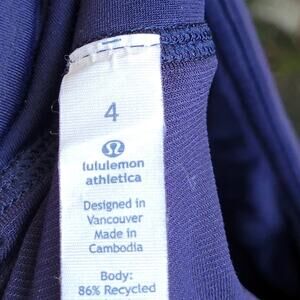 4
lululemon
athletica
Designed in
Vancouver
Made in
Cambodia
Body:
86% Recycled